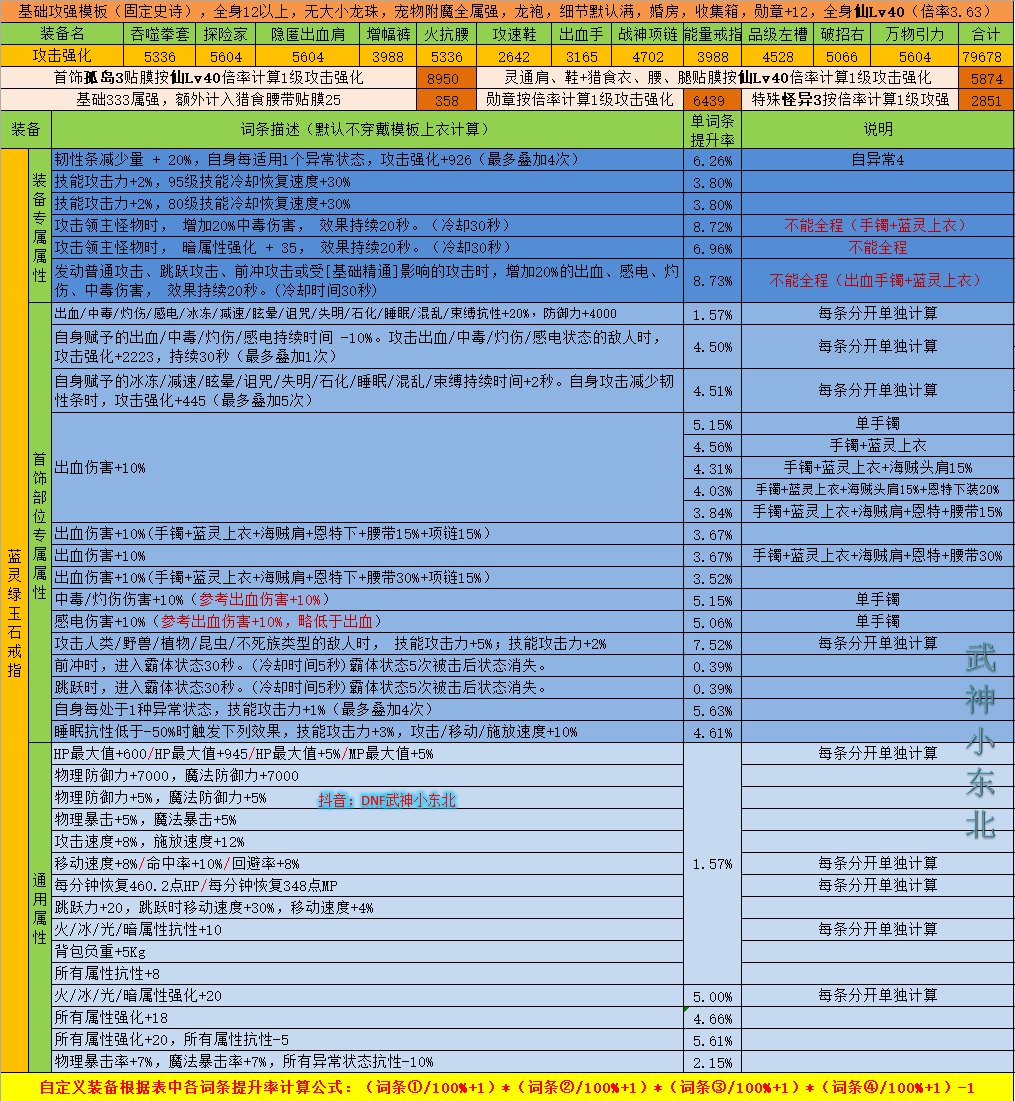 基础攻强模板（固定史诗），全身12以上，无大小龙珠，宠物附魔全属强，龙袍，细节默认满，婚房，收集箱，勋章+12，全身仙Lv40（倍率3.63）
装备名 吞噬拳套 探险家 隐匿出血肩 增幅裤 火抗腰 攻速鞋 出血手 战神项链 能量戒指 品级左槽 破招右 万物引力 合计
攻击强化 5336 5604 5604 3988 5336 2642 3165 4702 3988 4528 5066 5604 79678
首饰孤岛3贴膜按仙Lv40倍率计算1级攻击强化 8950 灵通肩、鞋+猎食衣、腰、腿贴膜按仙Lv40倍率计算1级攻击强化 5874
基础333属强，额外计入猎食腰带贴膜25 358 勋章按倍率计算1级攻击强化 6439 特殊怪异3按倍率计算1级攻强 2851
装备 词条描述（默认不穿戴模板上衣计算） 单词条提升率 说明
蓝灵绿玉石戒指
装备专属属性
韧性条减少量 + 20%，自身每适用1个异常状态，攻击强化+926（最多叠加4次） 6.26% 自异常4
技能攻击力+2%，95级技能冷却恢复速度+30% 3.80%
技能攻击力+2%，80级技能冷却恢复速度+30% 3.80%
攻击领主怪物时， 增加20%中毒伤害， 效果持续20秒。（冷却30秒） 8.72% 不能全程（手镯+蓝灵上衣）
攻击领主怪物时， 暗属性强化 + 35， 效果持续20秒。（冷却30秒） 6.96% 不能全程
发动普通攻击、跳跃攻击、前冲攻击或受[基础精通]影响的攻击时，增加20%的出血、感电、灼
伤、中毒伤害， 效果持续20秒。(冷却时间30秒) 8.73% 不能全程（出血手镯+蓝灵上衣）
首饰部位专属属性
出血/中毒/灼伤/感电/冰冻/减速/眩晕/诅咒/失明/石化/睡眠/混乱/束缚抗性+20%，防御力+4000 1.57% 每条分开单独计算
自身赋予的出血/中毒/灼伤/感电持续时间 -10%。攻击出血/中毒/灼伤/感电状态的敌人时，
攻击强化+2223，持续30秒（最多叠加1次） 4.50% 每条分开单独计算
自身赋予的冰冻/减速/眩晕/诅咒/失明/石化/睡眠/混乱/束缚持续时间+2秒。自身攻击减少韧
性条时，攻击强化+445（最多叠加5次） 4.51% 每条分开单独计算
出血伤害+10%
5.15% 单手镯
4.56% 手镯+蓝灵上衣
4.31% 手镯+蓝灵上衣+海贼头肩15%
4.03% 手镯+蓝灵上衣+海贼头肩15%+恩特下装20%
3.84% 手镯+蓝灵上衣+海贼肩+恩特+腰带15%
出血伤害+10%(手镯+蓝灵上衣+海贼肩+恩特下+腰带15%+项链15%) 3.67%
出血伤害+10% 3.67% 手镯+蓝灵上衣+海贼肩+恩特+腰带30%
出血伤害+10%(手镯+蓝灵上衣+海贼肩+恩特下+腰带30%+项链15%) 3.52%
中毒/灼伤伤害+10%（参考出血伤害+10%） 5.15% 单手镯
感电伤害+10%（参考出血伤害+10%，略低于出血） 5.06% 单手镯
攻击人类/野兽/植物/昆虫/不死族类型的敌人时， 技能攻击力+5%；技能攻击力+2% 7.52% 每条分开单独计算
前冲时，进入霸体状态30秒。(冷却时间5秒)霸体状态5次被击后状态消失。 0.39%
跳跃时，进入霸体状态30秒。(冷却时间5秒)霸体状态5次被击后状态消失。 0.39%
自身每处于1种异常状态，技能攻击力+1%（最多叠加4次） 5.63%
睡眠抗性低于-50%时触发下列效果，技能攻击力+3%，攻击/移动/施放速度+10% 4.61%
通用属性
HP最大值+600/HP最大值+945/HP最大值+5%/MP最大值+5% 每条分开单独计算
物理防御力+7000，魔法防御力+7000
物理防御力+5%，魔法防御力+5% 抖音：DNF武神小东北
物理暴击+5%，魔法暴击+5%
攻击速度+8%，施放速度+12%
移动速度+8%/命中率+10%/回避率+8% 1.57% 每条分开单独计算
每分钟恢复460.2点HP/每分钟恢复348点MP 每条分开单独计算
跳跃力+20，跳跃时移动速度+30%，移动速度+4%
火/冰/光/暗属性抗性+10 每条分开单独计算
背包负重+5Kg
所有属性抗性+8
火/冰/光/暗属性强化+20 5.00% 每条分开单独计算
所有属性强化+18 4.66%
所有属性强化+20，所有属性抗性-5 5.61%
物理暴击率+7%，魔法暴击率+7%，所有异常状态抗性-10% 2.15%
武神小东北
自定义装备根据表中各词条提升率计算公式：（词条①/100%+1）*（词条②/100%+1）*（词条③/100%+1）*（词条④/100%+1）-1